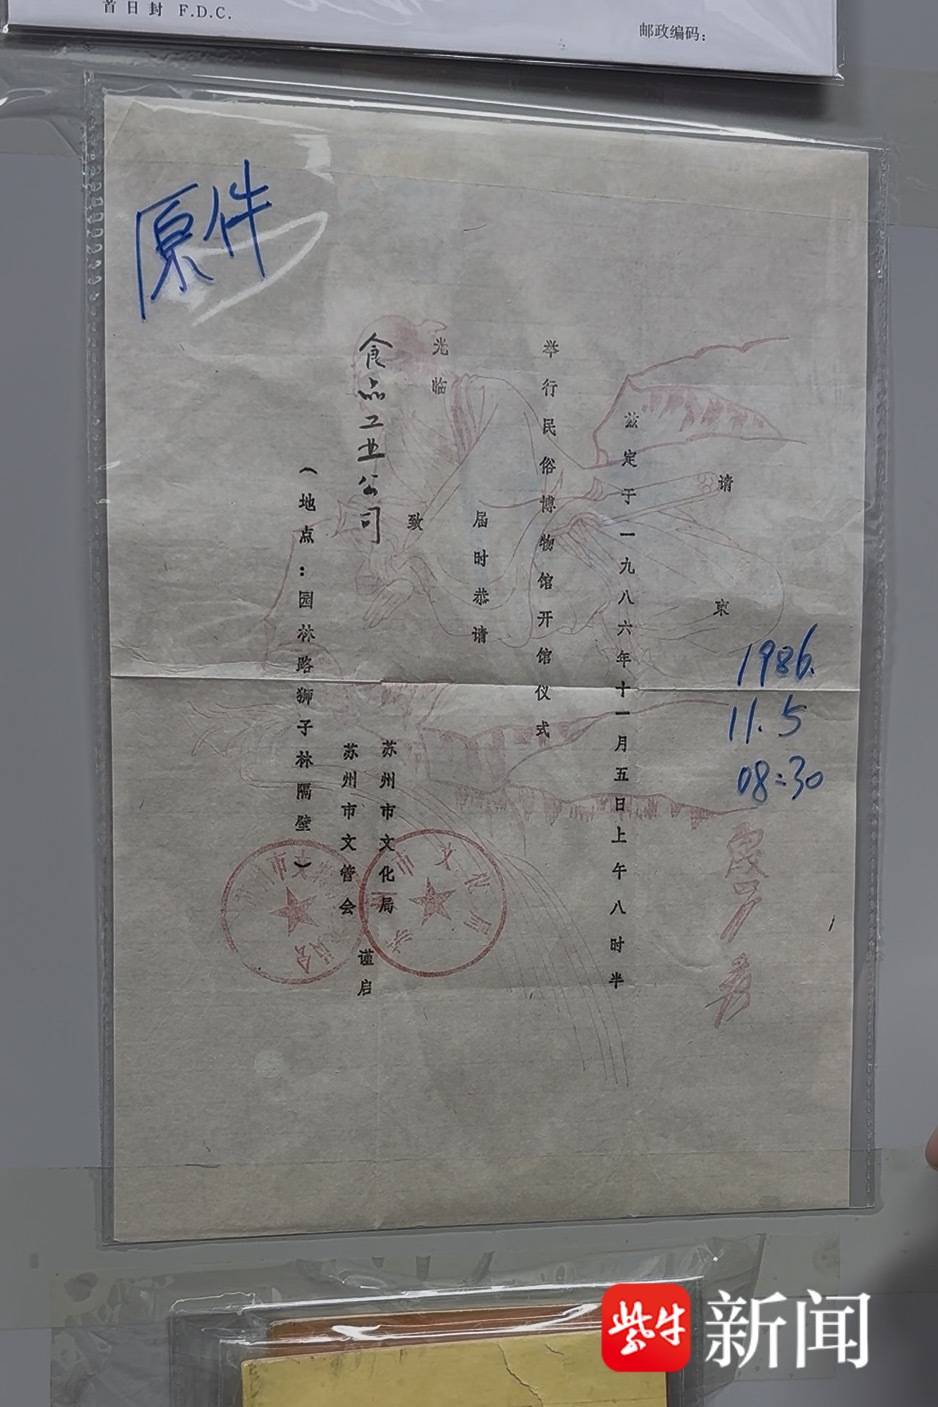 首日封 F.D.C.
邮政编码：
原件
请柬
兹定于一九八六年十一月五日上午八时半
举行民俗博物馆开馆仪式
届时恭请
光临
致
食品工业公司
苏州市文化局
苏州市文管会
谨启
（地点：园林路狮子林隔壁）
1986.
11.5
08:30
紫牛新闻